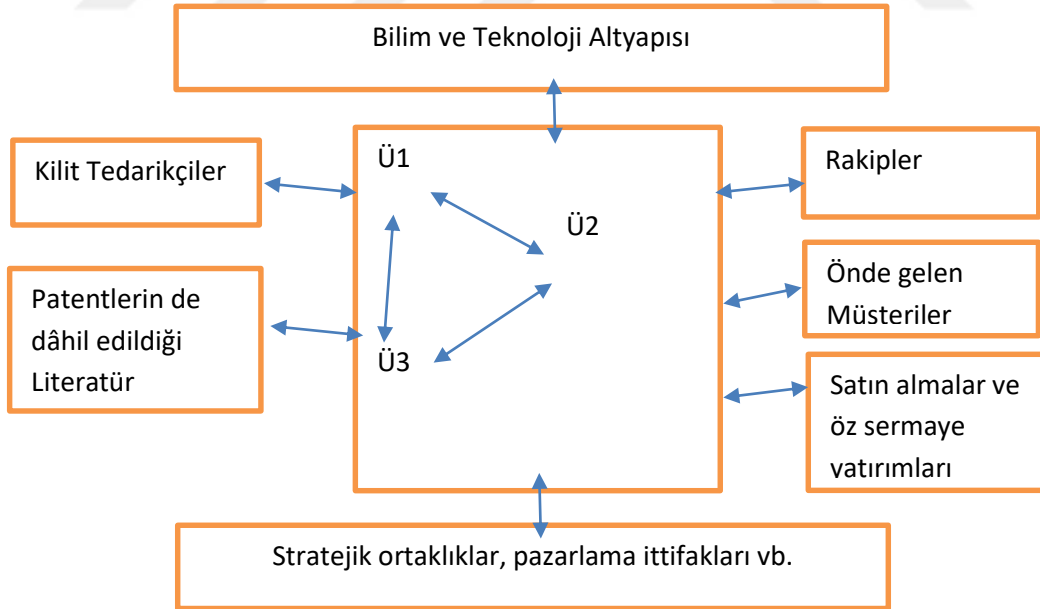 Bilim ve Teknoloji Altyapısı
Kilit Tedarikçiler
Ü1
Rakipler
Ü2
Patentlerin de
dâhil edildiği
Literatür
Önde gelen
Müsteriler
Ü3
Satın almalar ve
öz sermaye
vatırımları
Stratejik ortaklıklar, pazarlama ittifakları vb.